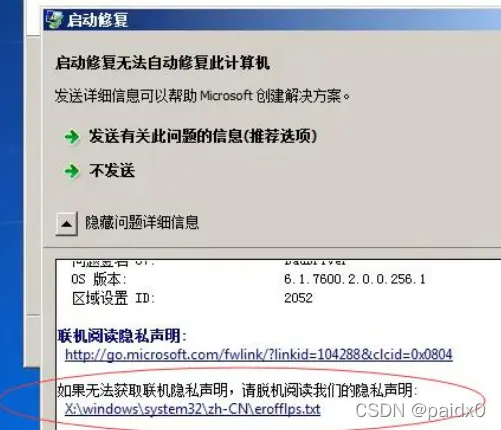 启动修复
启动修复无法自动修复此计算机
发送详细信息可以帮助 Microsoft 创建解决方案。
发送有关此问题的信息(推荐选项)
不发送
隐藏问题详细信息
BadDriver
OS 版本: 6.1.7600.2.0.0.256.1
区域设置 ID: 2052
联机阅读隐私声明:
http://go.microsoft.com/fwlink/?linkid=104288&clcid=0x0804
如果无法获取联机隐私声明，请脱机阅读我们的隐私声明:
X:\windows\system32\zh-CN\erofflps.txt
CSDN @paidx0